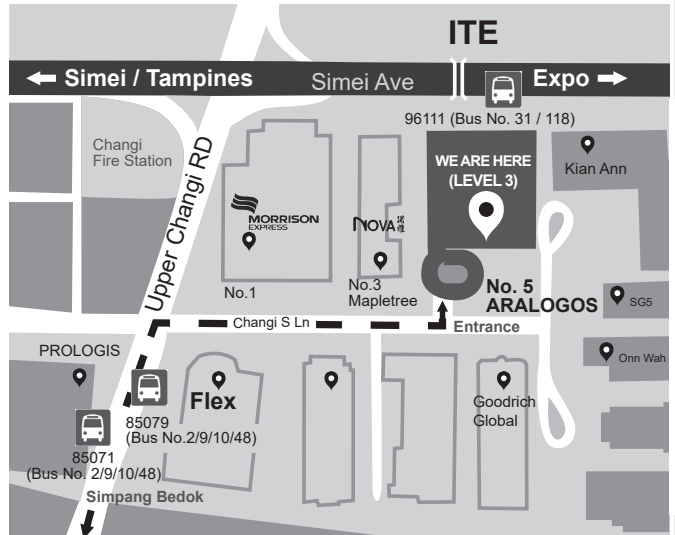 ITE
Simei / Tampines
Simei Ave
Expo
96111 (Bus No. 31 / 118)
Changi
Fire Station
Upper Changi RD
WE ARE HERE
(LEVEL 3)
Kian Ann
MORRISON
EXPRESS
NOVA 諾雅
No.1
No.3
Mapletree
No. 5
ARALOGOS
SG5
Changi S Ln
Entrance
PROLOGIS
Onn Wah
Flex
Goodrich
Global
85079
(Bus No.2/9/10/48)
85071
(Bus No. 2/9/10/48)
Simpang Bedok